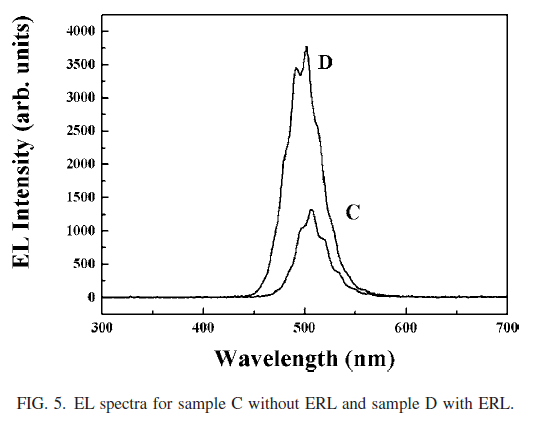 4000
3500
3000
2500
2000
1500
1000
500
0
EL Intensity (arb. units)
D
C
300 400 500 600 700
Wavelength (nm)
FIG. 5. EL spectra for sample C without ERL and sample D with ERL.